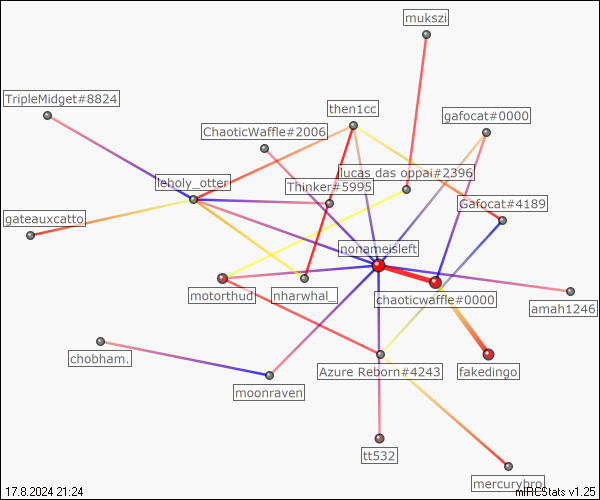 mukszi
TripleMidget#8824
then1cc
gafocat#0000
ChaoticWaffle#2006
lucas das oppai#2396
leholy_otter
Thinker#5995
Gafocat#4189
gateauxcatto
nonameisleft
motorthud
nharwhal_
chaoticwaffle#0000
amah1246
chobham.
Azure Reborn#4243
fakedingo
moonraven
tt532
mercurybro
17.8.2024 21:24
mIRCStats v1.25